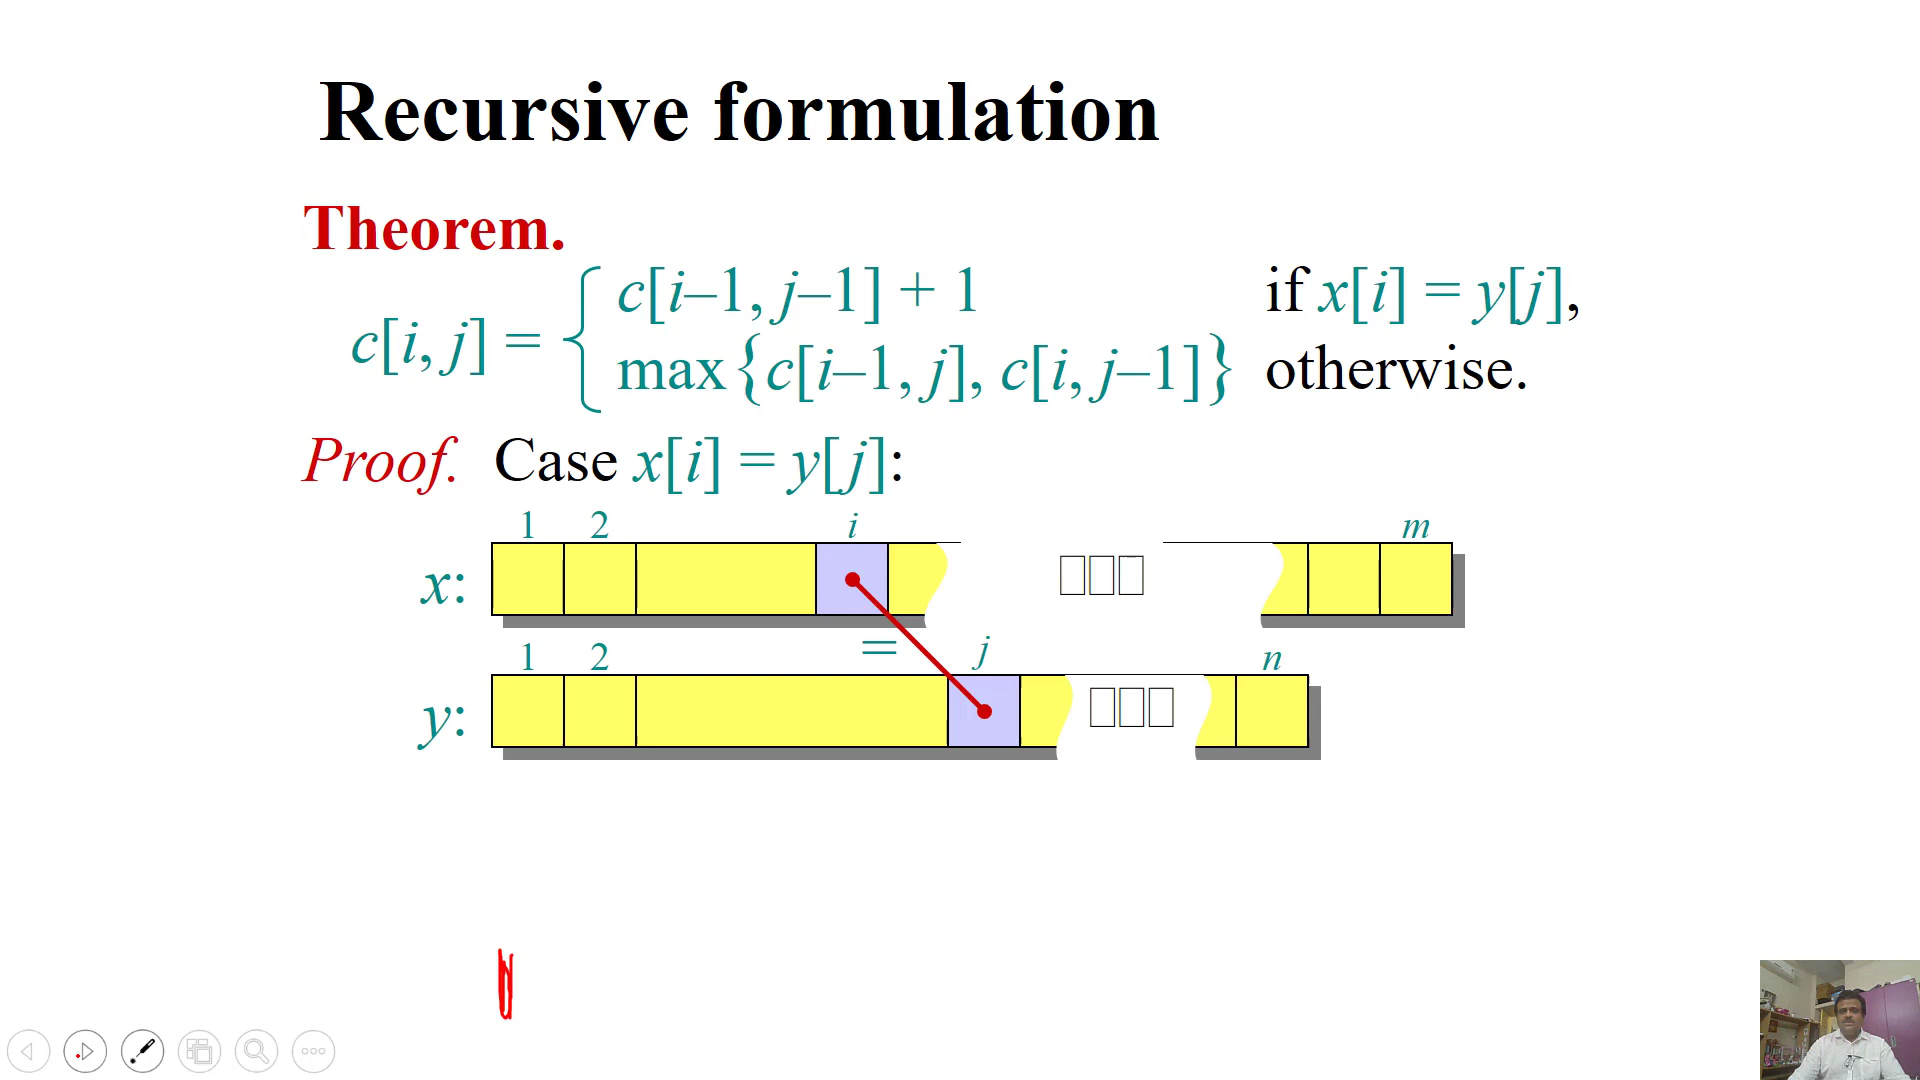 Recursive formulation
Theorem.
c[i, j] = { c[i–1, j–1] + 1 if x[i] = y[j],
max{c[i–1, j], c[i, j–1]} otherwise.
Proof. Case x[i] = y[j]:
1 2 i m
x: □□□
= j
1 2 n
y: □□□